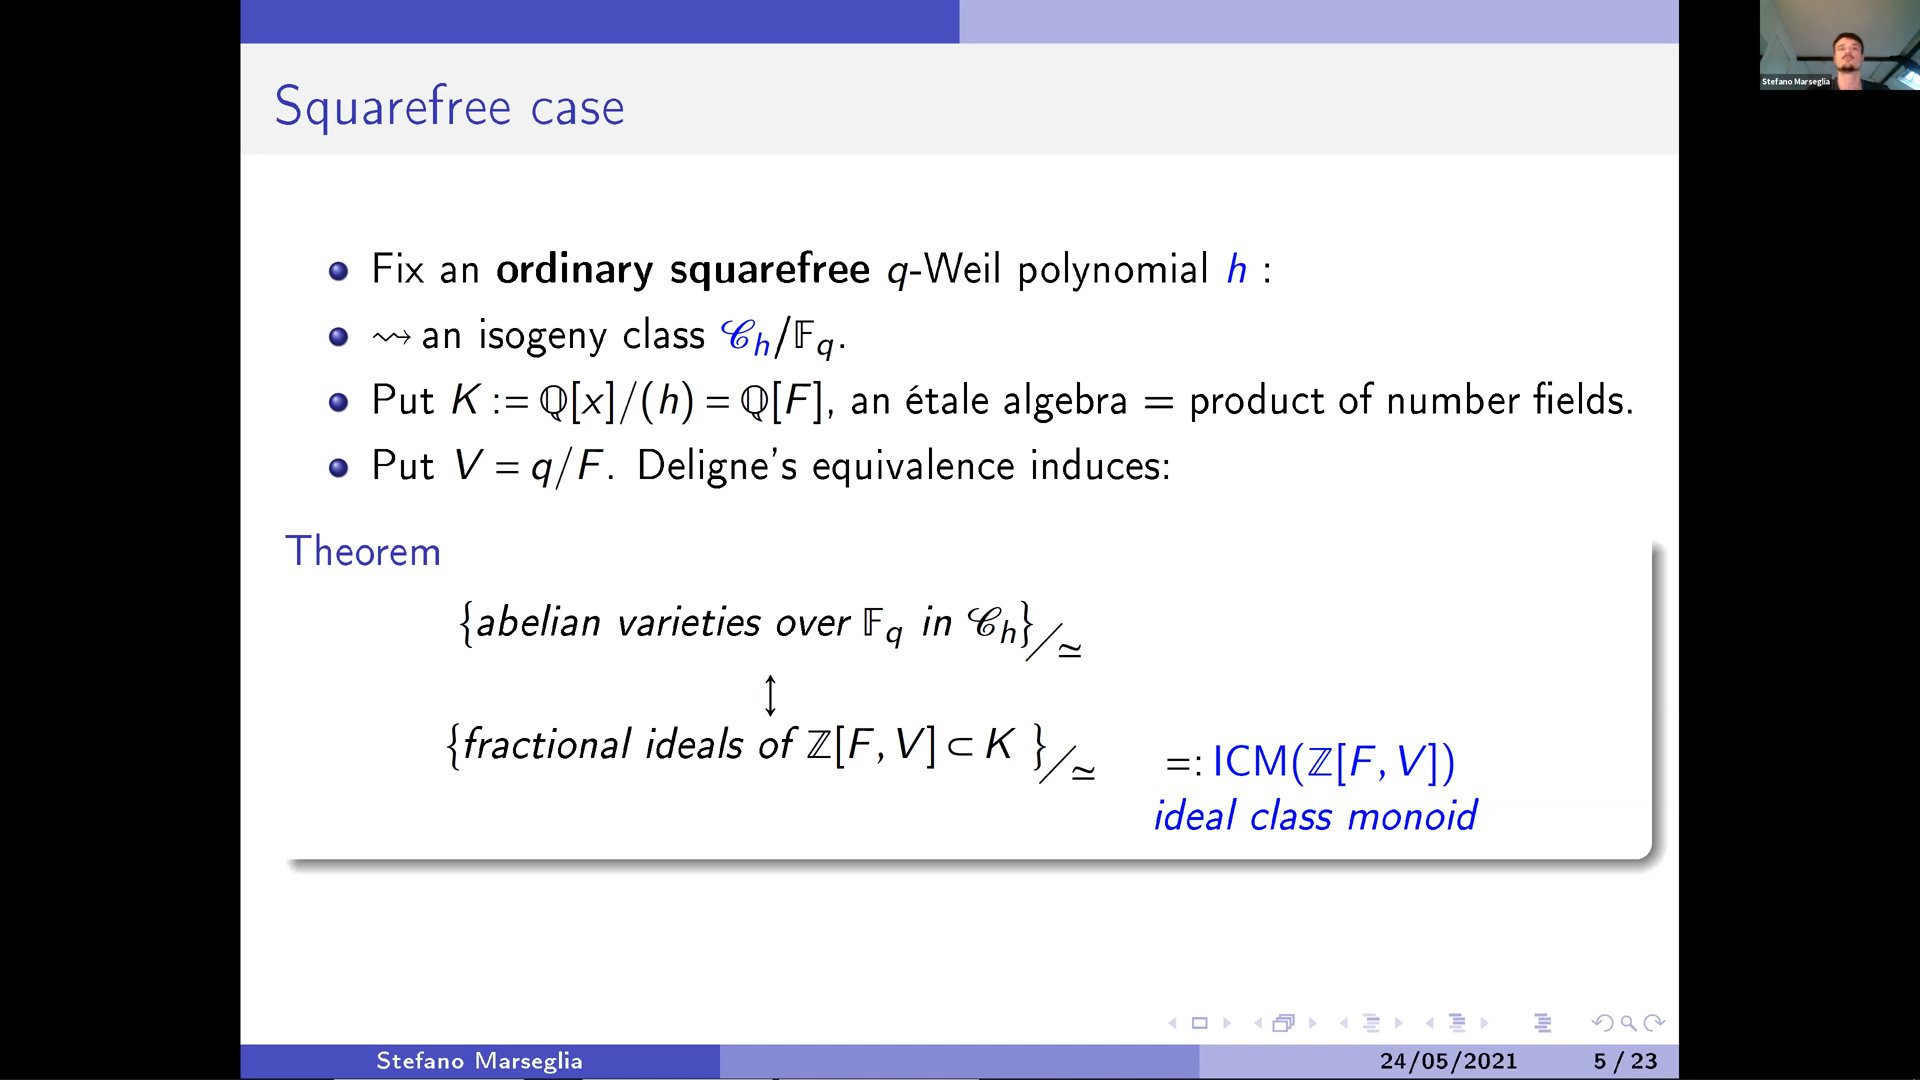 Squarefree case
Stefano Marseglia
Fix an ordinary squarefree q-Weil polynomial h :
⇝ an isogeny class 𝒞_h/𝔽_q.
Put K := ℚ[x]/(h) = ℚ[F], an étale algebra = product of number fields.
Put V = q/F. Deligne's equivalence induces:
Theorem
{abelian varieties over 𝔽_q in 𝒞_h}/≃
↕
{fractional ideals of ℤ[F, V] ⊂ K }/≃ =: ICM(ℤ[F, V])
ideal class monoid
Stefano Marseglia 24/05/2021 5 / 23